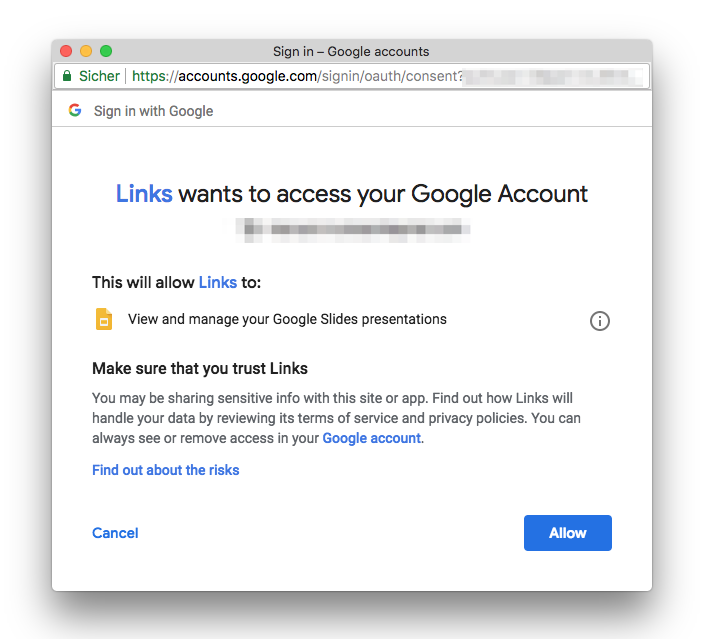 Sign in – Google accounts
Sicher https://accounts.google.com/signin/oauth/consent?
Sign in with Google
Links wants to access your Google Account
This will allow Links to:
View and manage your Google Slides presentations
Make sure that you trust Links
You may be sharing sensitive info with this site or app. Find out how Links will
handle your data by reviewing its terms of service and privacy policies. You can
always see or remove access in your Google account.
Find out about the risks
Cancel Allow